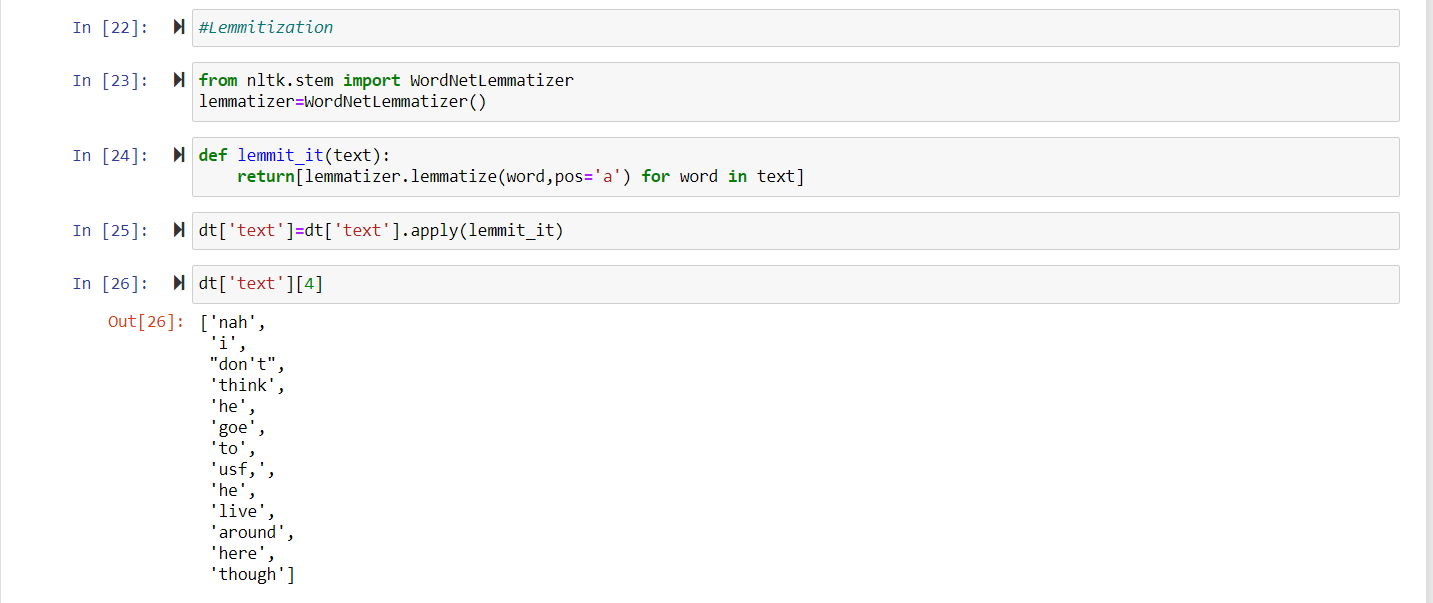 In [22]: #Lemmitization
In [23]: from nltk.stem import WordNetLemmatizer
lemmatizer=WordNetLemmatizer()
In [24]: def lemmit_it(text):
    return[lemmatizer.lemmatize(word,pos='a') for word in text]
In [25]: dt['text']=dt['text'].apply(lemmit_it)
In [26]: dt['text'][4]
Out[26]: ['nah',
'i',
"don't",
'think',
'he',
'goe',
'to',
'usf,',
'he',
'live',
'around',
'here',
'though']